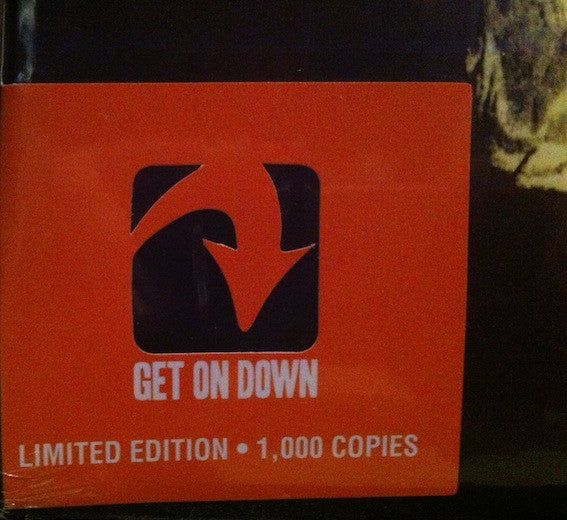 GET ON DOWN
LIMITED EDITION • 1,000 COPIES